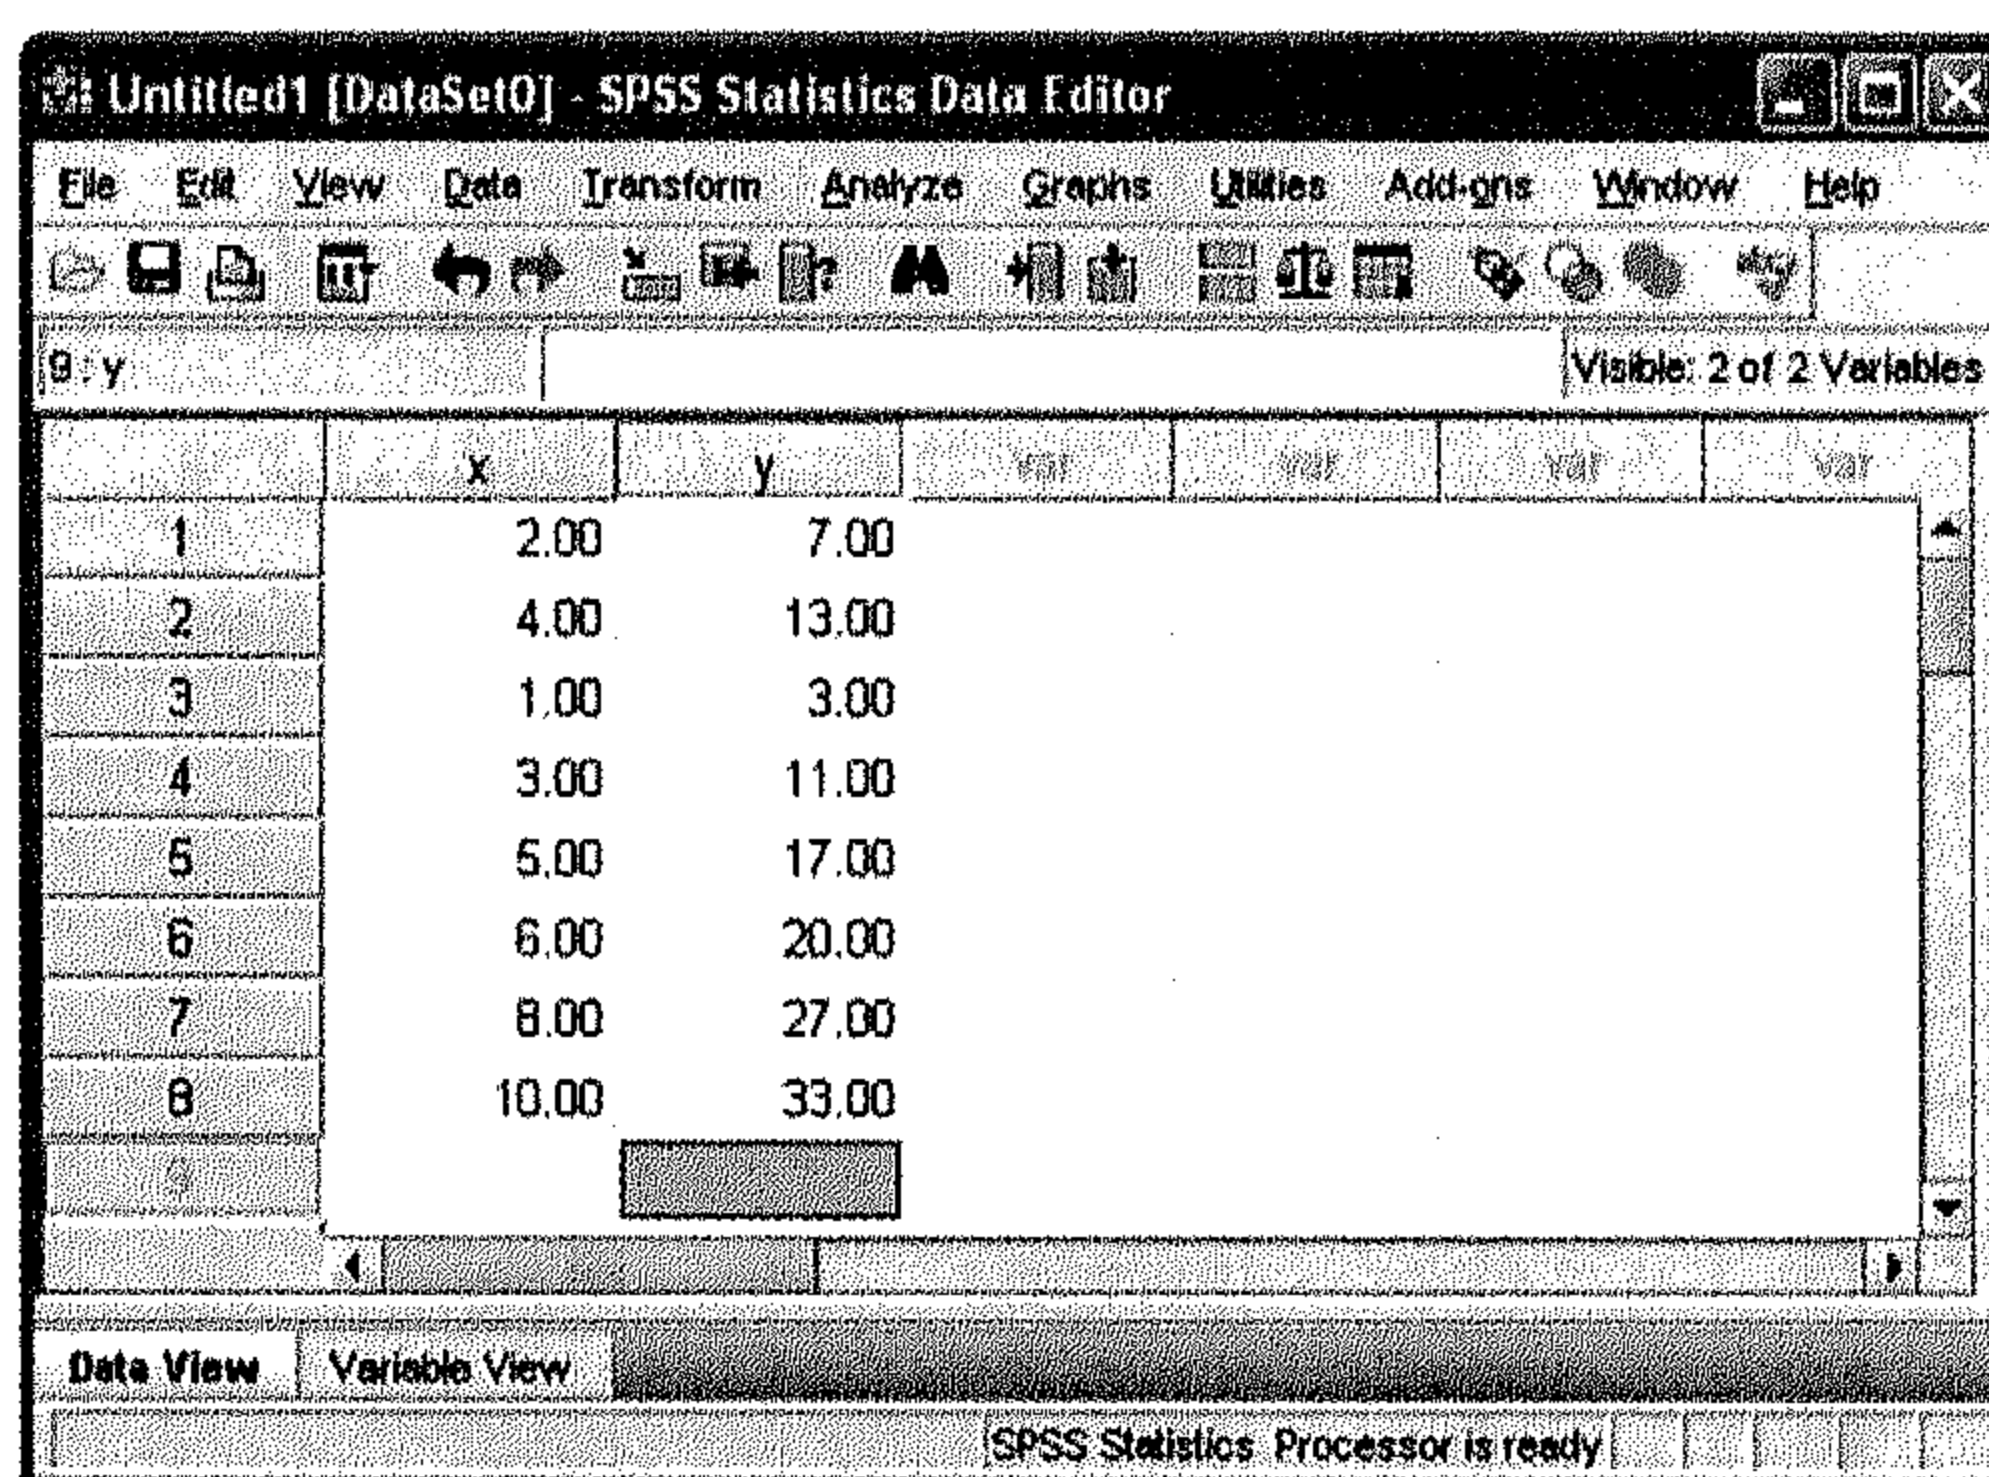 Untitled1 [DataSet0] - SPSS Statistics Data Editor
File Edit View Data Transform Analyze Graphs Utilities Add-ons Window Help
9 : y Visible: 2 of 2 Variables
x y var var var var
1 2.00 7.00
2 4.00 13.00
3 1.00 3.00
4 3.00 11.00
5 5.00 17.00
6 6.00 20.00
7 8.00 27.00
8 10.00 33.00
9
Data View Variable View
SPSS Statistics Processor is ready